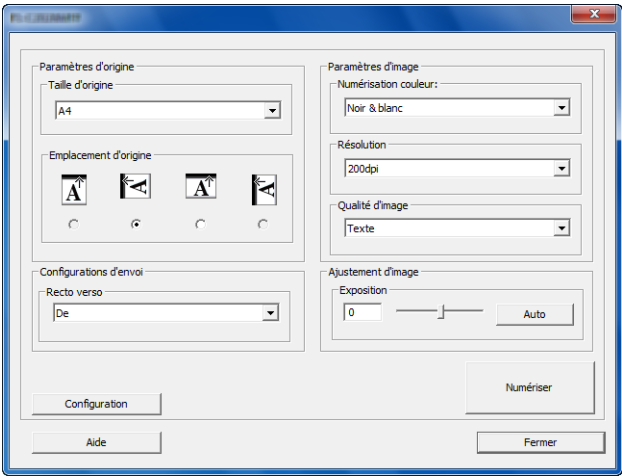 Paramètres d'origine
Taille d'origine
A4
Emplacement d'origine
A
A
A
A
Configurations d'envoi
Recto verso
De
Configuration
Paramètres d'image
Numérisation couleur:
Noir & blanc
Résolution
200dpi
Qualité d'image
Texte
Ajustement d'image
Exposition
0
Auto
Numériser
Aide
Fermer